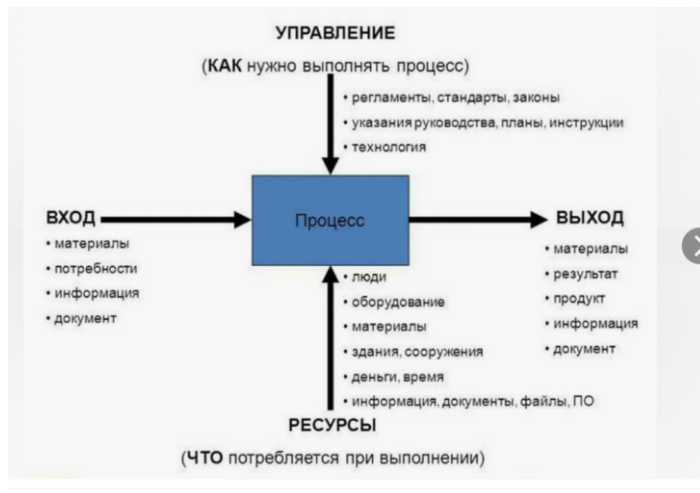 УПРАВЛЕНИЕ
(КАК нужно выполнять процесс)
• регламенты, стандарты, законы
• указания руководства, планы, инструкции
• технология
Процесс
ВХОД
• материалы
• потребности
• информация
• документ
ВЫХОД
• материалы
• результат
• продукт
• информация
• документ
• люди
• оборудование
• материалы
• здания, сооружения
• деньги, время
• информация, документы, файлы, ПО
РЕСУРСЫ
(ЧТО потребляется при выполнении)